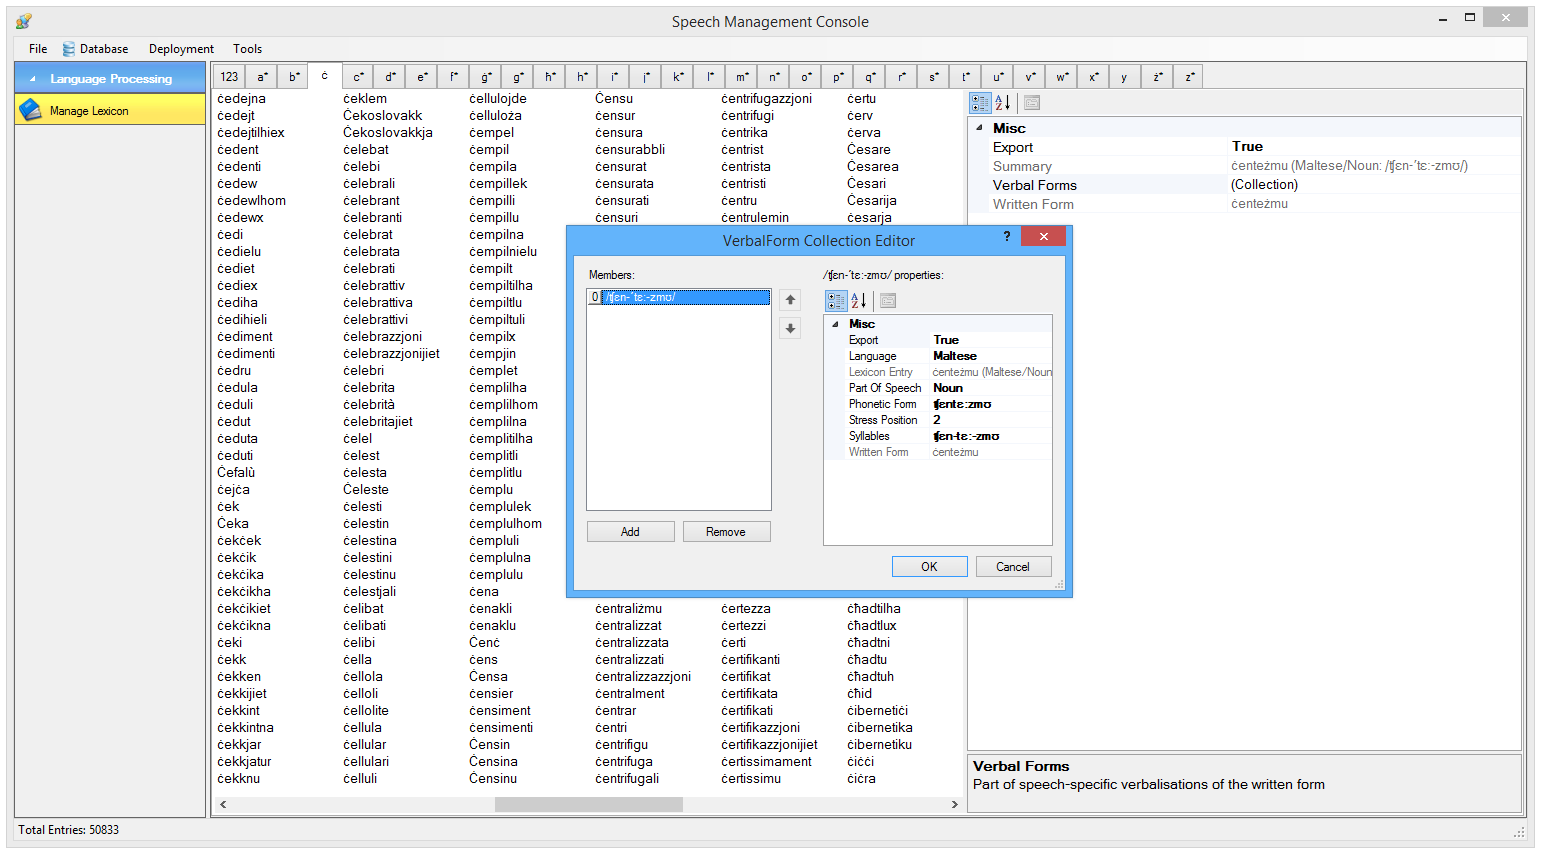 Speech Management Console
File Database Deployment Tools
Language Processing
Manage Lexicon
123 a* b* ċ c* d* e* f* ġ* g* ħ* h* i* j* k* l* m* n* o* p* q* r* s* t* u* v* w* x* y ż* z*
ċedejna ċeklem ċellulojde Ċensu ċentrifugazzjoni ċertu
ċedejt Ċekoslovakk ċelluloża ċensur ċentrifugi ċerv
ċedejtilhiex Ċekoslovakkja ċempel ċensura ċentrika ċerva
ċedent ċelebat ċempil ċensurabbli ċentrist Ċesare
ċedenti ċelebi ċempila ċensurat ċentrista Ċesarea
ċedew ċelebrali ċempillek ċensurata ċentristi Ċesari
ċedewlhom ċelebrant ċempilli ċensurati ċentru Ċesarija
ċedewx ċelebranti ċempillu ċensuri ċentrulemin ċesarja
ċedi ċelebrat ċempilna
ċedielu ċelebrata ċempilnielu
ċediet ċelebrati ċempilt
ċediex ċelebrattiv ċempiltilha
ċediha ċelebrattiva ċempiltlu
ċedihieli ċelebrattivi ċempiltuli
ċediment ċelebrazzjoni ċempilx
ċedimenti ċelebrazzjonijiet ċempjin
ċedru ċelebri ċemplet
ċedula ċelebrita ċemplilha
ċeduli ċelebrità ċemplilhom
ċedut ċelebritajiet ċemplilna
ċeduta ċelel ċemplitilha
ċeduti ċelest ċemplitli
Ċefalù ċelesta ċemplitlu
ċejċa Ċeleste ċemplu
ċek ċelesti ċemplulek
Ċeka ċelestin ċemplulhom
ċekċek ċelestina ċempluli
ċekċik ċelestini ċemplulna
ċekċika ċelestinu ċemplulu
ċekċikha ċelestjali ċena
ċekċikiet ċelibat ċenakli ċentraliżmu ċertezza ċħadtilha
ċekċikna ċelibati ċenaklu ċentralizzat ċertezzi ċħadtlux
ċeki ċelibi Ċenċ ċentralizzata ċerti ċħadtni
ċekk ċella ċens ċentralizzati ċertifikanti ċħadtu
ċekken ċellola Ċensa ċentralizzazzjoni ċertifikat ċħadtuh
ċekkijiet ċelloli ċensier ċentralment ċertifikata ċħid
ċekkint ċellolite ċensiment ċentrar ċertifikati ċibernetiċi
ċekkintna ċellula ċensimenti ċentri ċertifikazzjoni ċibernetika
ċekkjar ċellular Ċensin ċentrifigu ċertifikazzjonijiet ċibernetiku
ċekkjatur ċellulari Ċensina ċentrifuga ċertissimament ċiċċi
ċekknu ċelluli Ċensinu ċentrifugali ċertissimu ċiċra
Misc
Export True
Summary ċenteżmu (Maltese/Noun: /ʧɛn-ˈtɛː-zmʊ/)
Verbal Forms (Collection)
Written Form ċenteżmu
VerbalForm Collection Editor
Members:
0 /ʧɛn-ˈtɛː-zmʊ/
Add Remove
/ʧɛn-ˈtɛː-zmʊ/ properties:
Misc
Export True
Language Maltese
Lexicon Entry ċenteżmu (Maltese/Noun
Part Of Speech Noun
Phonetic Form ʧɛntɛːzmʊ
Stress Position 2
Syllables ʧɛn-tɛː-zmʊ
Written Form ċenteżmu
OK Cancel
Verbal Forms
Part of speech-specific verbalisations of the written form
Total Entries: 50833